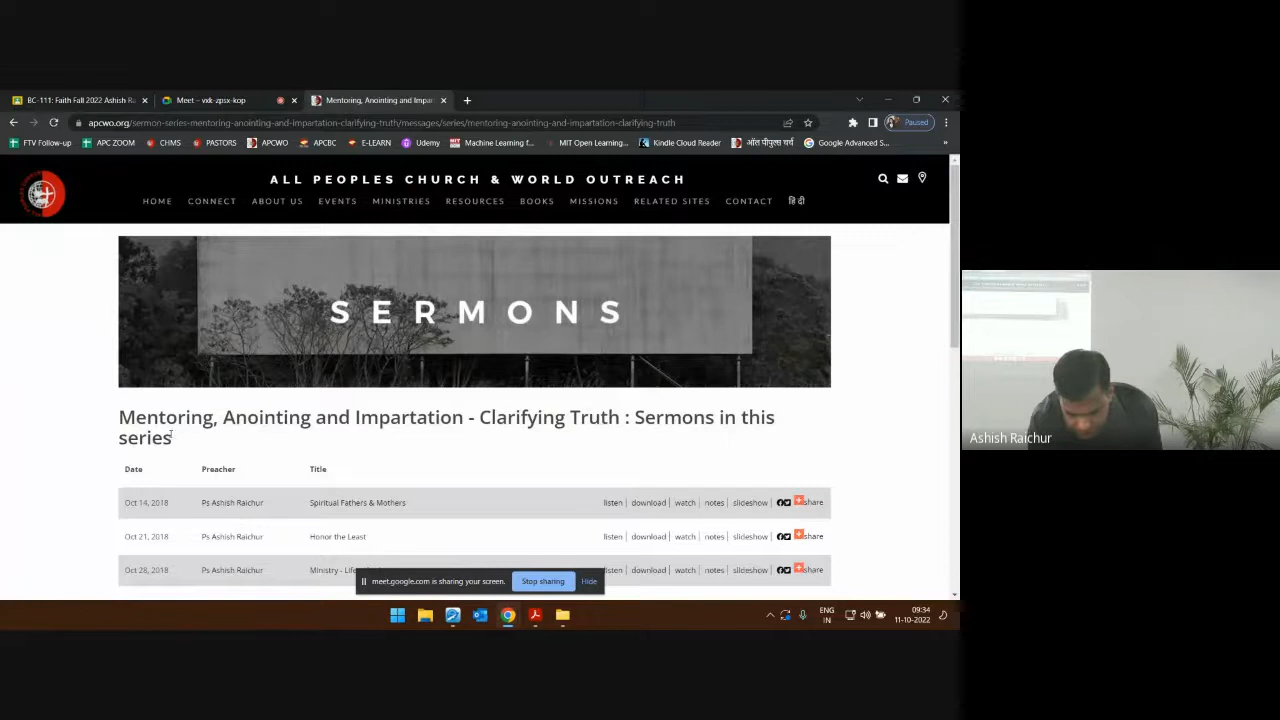 BC-111: Faith Fall 2022 Ashish Ra
Meet – vxk-zpsx-kop
Mentoring, Anointing and Impar
apcwo.org/sermon-series-mentoring-anointing-and-impartation-clarifying-truth/messages/series/mentoring-anointing-and-impartation-clarifying-truth
Paused
FTV Follow-up APC ZOOM CHMS PASTORS APCWO APCBC E-LEARN Udemy Machine Learning f... MIT Open Learning... Kindle Cloud Reader ऑल पीपुल्स चर्च Google Advanced S... »
ALL PEOPLES CHURCH & WORLD OUTREACH
HOME CONNECT ABOUT US EVENTS MINISTRIES RESOURCES BOOKS MISSIONS RELATED SITES CONTACT हिंदी
SERMONS
Mentoring, Anointing and Impartation - Clarifying Truth : Sermons in this
series
Date Preacher Title
Oct 14, 2018 Ps Ashish Raichur Spiritual Fathers & Mothers listen | download | watch | notes | slideshow | share
Oct 21, 2018 Ps Ashish Raichur Honor the Least listen | download | watch | notes | slideshow | share
Oct 28, 2018 Ps Ashish Raichur Ministry - listen | download | watch | notes | slideshow | share
meet.google.com is sharing your screen. Stop sharing Hide
ENG
IN
09:34
11-10-2022
Ashish Raichur